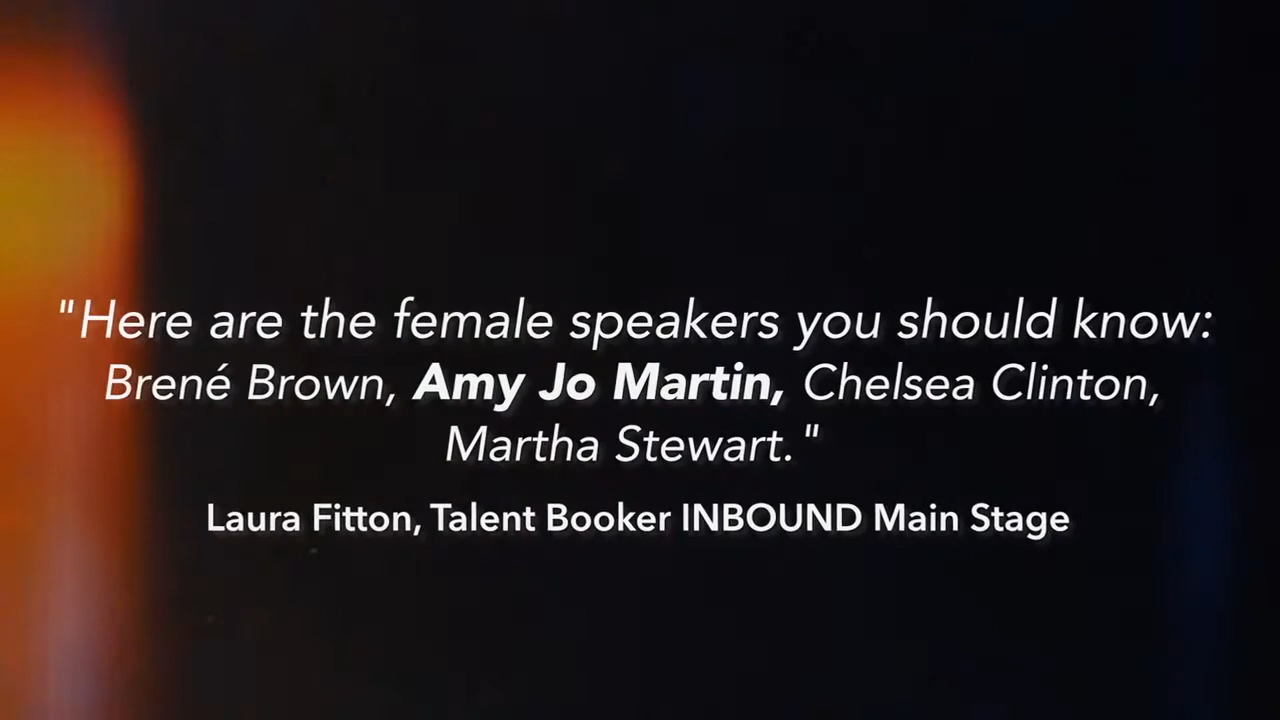 "Here are the female speakers you should know:
Brené Brown, Amy Jo Martin, Chelsea Clinton,
Martha Stewart."
Laura Fitton, Talent Booker INBOUND Main Stage